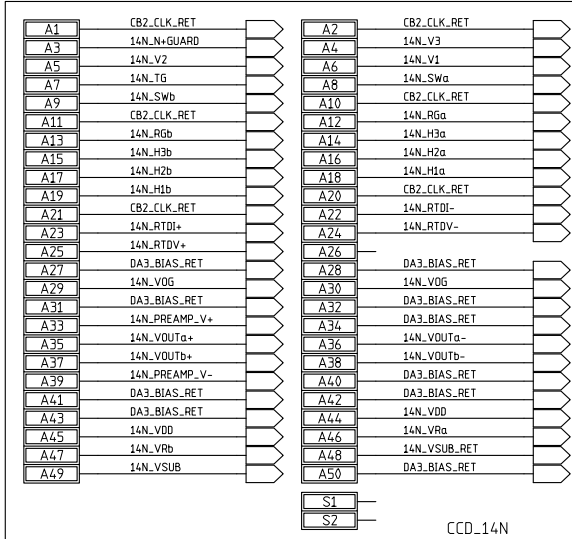 A1 CB2_CLK_RET A2 CB2_CLK_RET
A3 14N_N+GUARD A4 14N_V3
A5 14N_V2 A6 14N_V1
A7 14N_TG A8 14N_SWa
A9 14N_SWb A10 CB2_CLK_RET
A11 CB2_CLK_RET A12 14N_RGa
A13 14N_RGb A14 14N_H3a
A15 14N_H3b A16 14N_H2a
A17 14N_H2b A18 14N_H1a
A19 14N_H1b A20 CB2_CLK_RET
A21 CB2_CLK_RET A22 14N_RTDI-
A23 14N_RTDI+ A24 14N_RTDV-
A25 14N_RTDV+ A26
A27 DA3_BIAS_RET A28 DA3_BIAS_RET
A29 14N_VOG A30 14N_VOG
A31 DA3_BIAS_RET A32 DA3_BIAS_RET
A33 14N_PREAMP_V+ A34 DA3_BIAS_RET
A35 14N_VOUTa+ A36 14N_VOUTa-
A37 14N_VOUTb+ A38 14N_VOUTb-
A39 14N_PREAMP_V- A40 DA3_BIAS_RET
A41 DA3_BIAS_RET A42 DA3_BIAS_RET
A43 DA3_BIAS_RET A44 14N_VDD
A45 14N_VDD A46 14N_VRa
A47 14N_VRb A48 14N_VSUB_RET
A49 14N_VSUB A50 DA3_BIAS_RET
S1
S2
CCD_14N